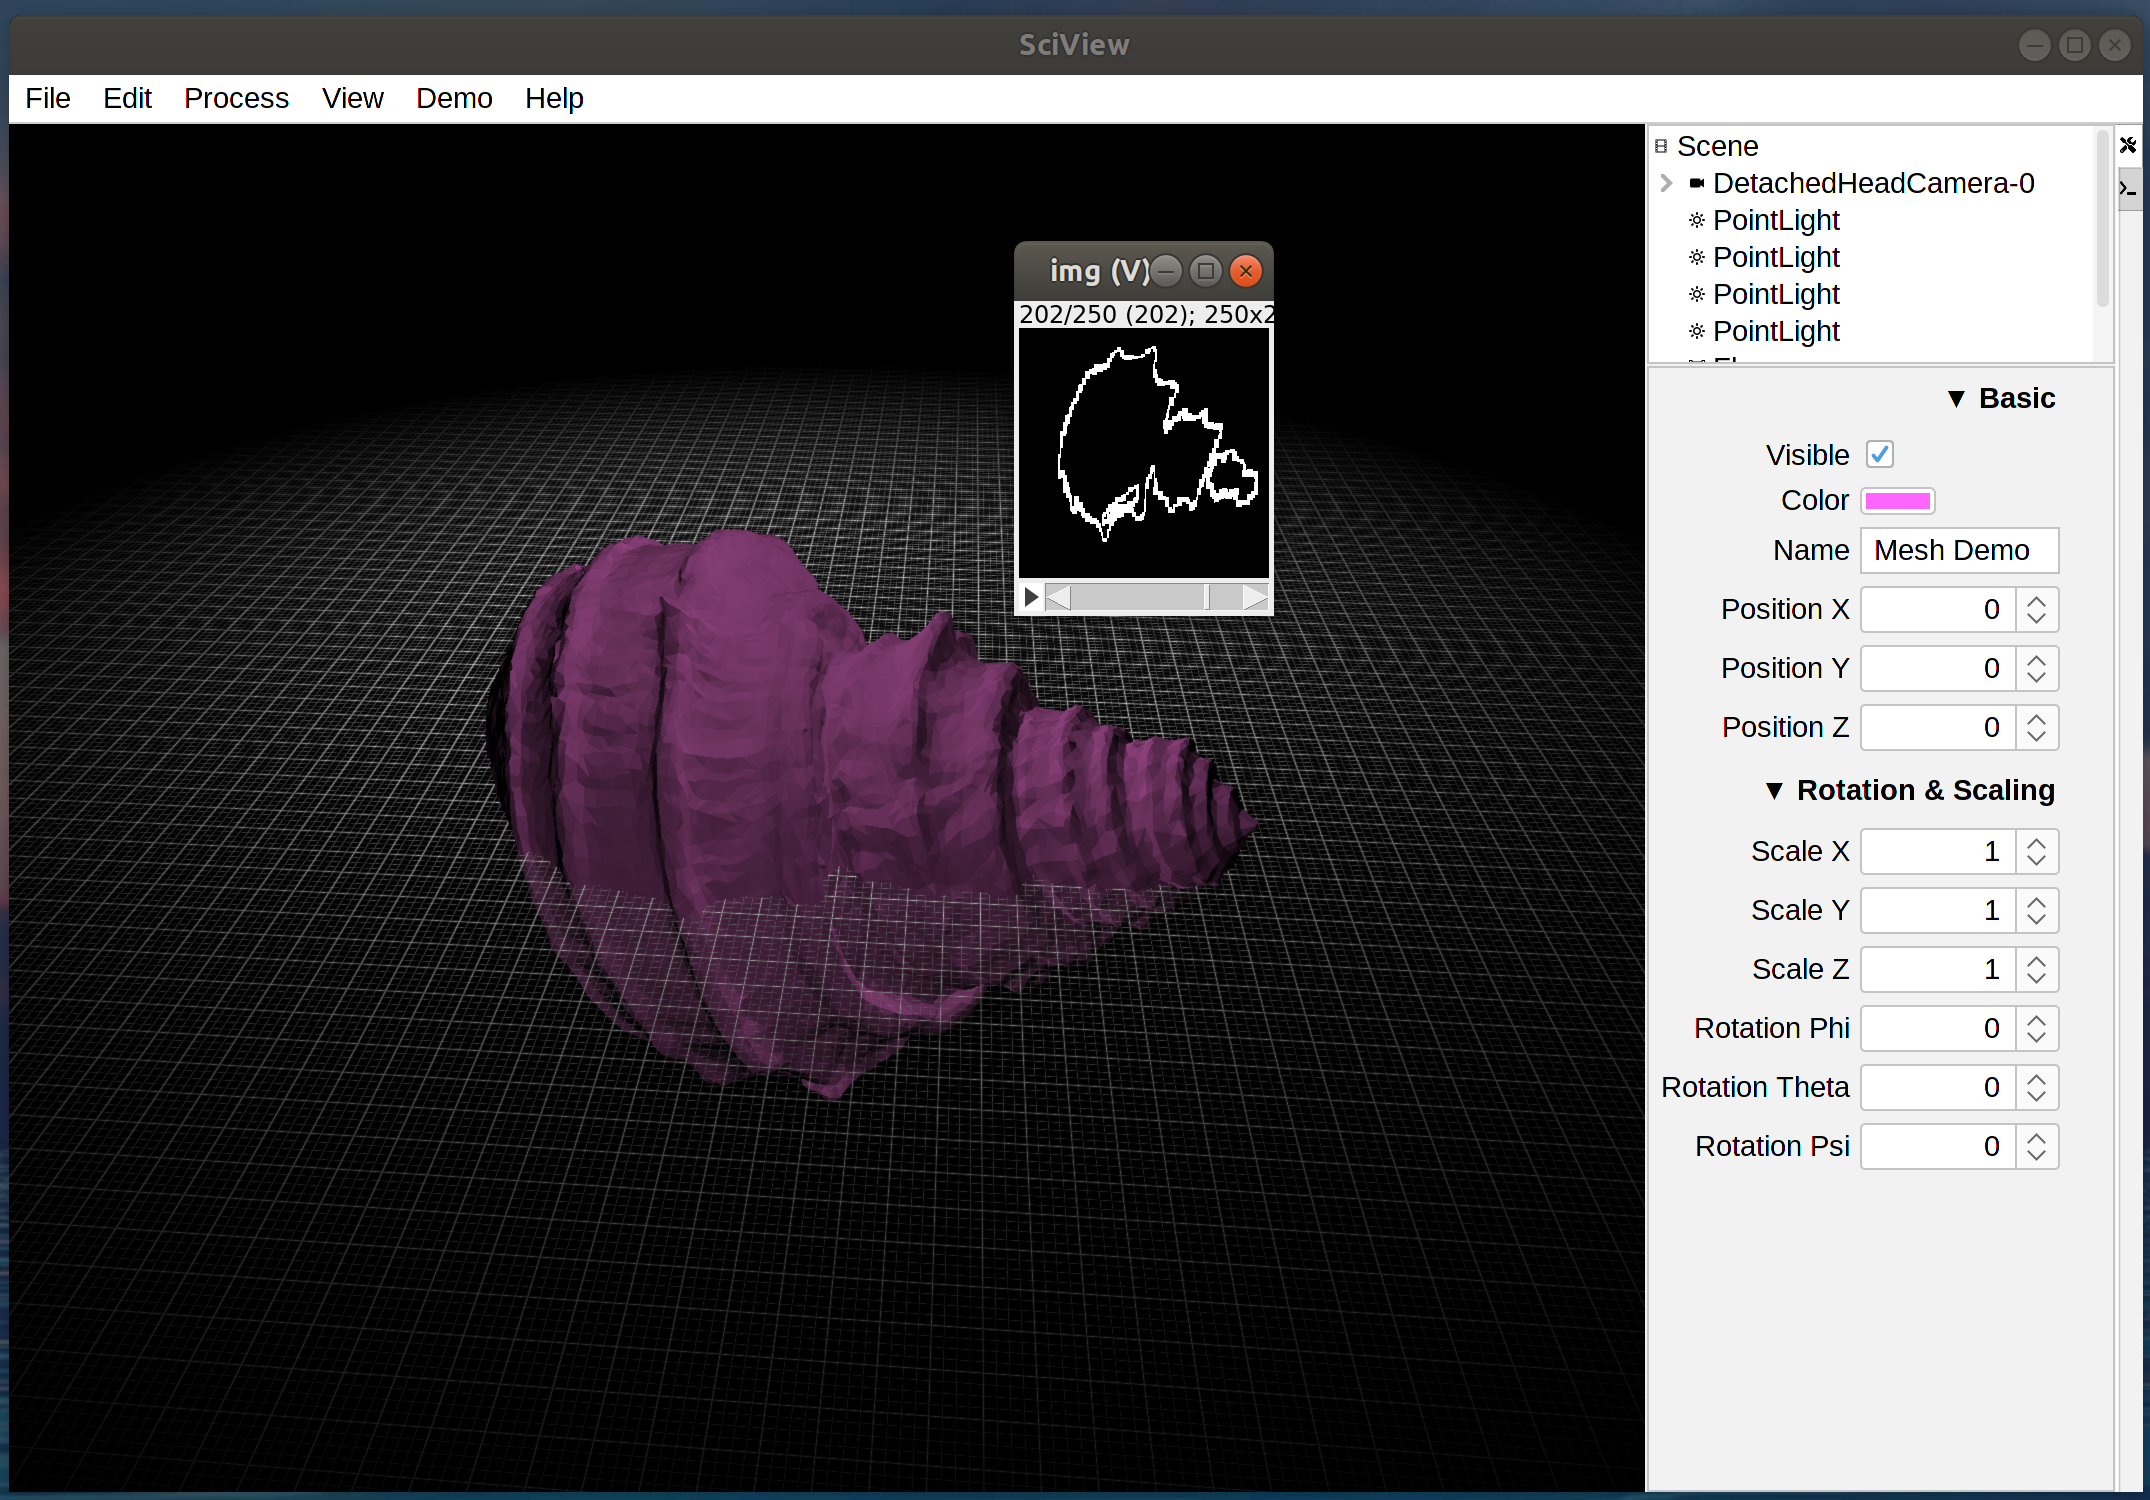 SciView
File Edit Process View Demo Help
Scene
DetachedHeadCamera-0
PointLight
PointLight
PointLight
PointLight
img (V)
202/250 (202); 250x2
▼ Basic
Visible
Color
Name Mesh Demo
Position X 0
Position Y 0
Position Z 0
▼ Rotation & Scaling
Scale X 1
Scale Y 1
Scale Z 1
Rotation Phi 0
Rotation Theta 0
Rotation Psi 0